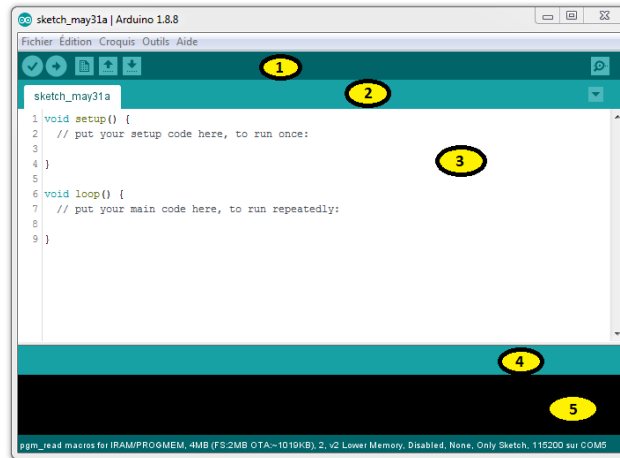 sketch_may31a | Arduino 1.8.8
Fichier Édition Croquis Outils Aide
1
sketch_may31a
2
1 void setup() {
2 // put your setup code here, to run once:
3
4 }
5
6 void loop() {
7 // put your main code here, to run repeatedly:
8
9 }
3
4
5
pgm_read macros for IRAM/PROGMEM, 4MB (FS:2MB OTA:~1019KB), 2, v2 Lower Memory, Disabled, None, Only Sketch, 115200 sur COM5